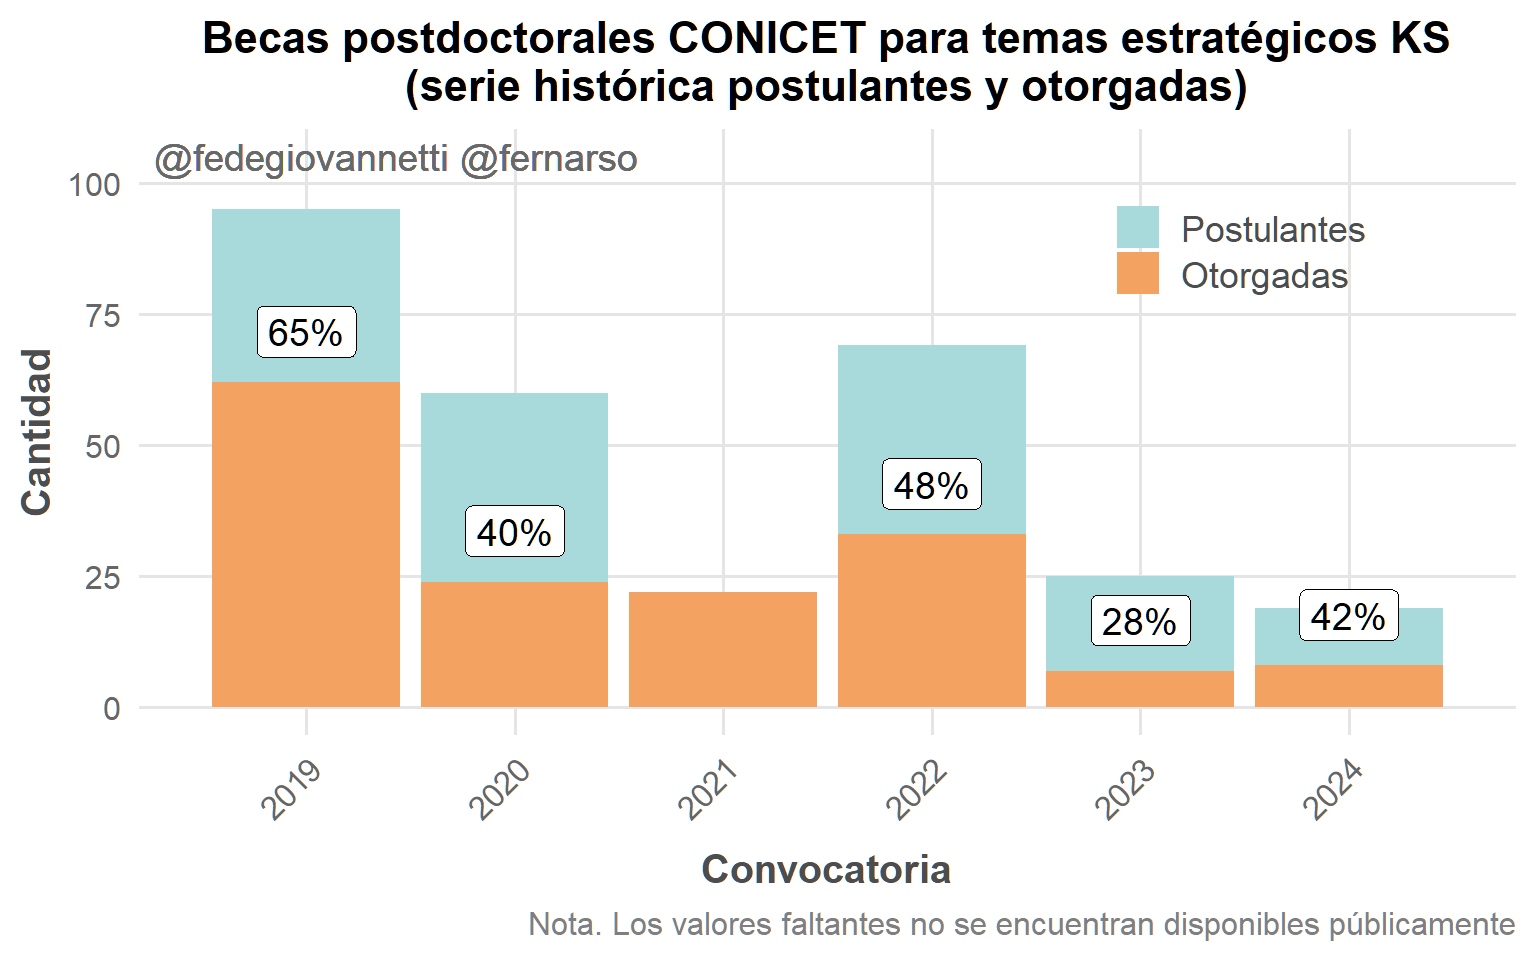 Becas postdoctorales CONICET para temas estratégicos KS
(serie histórica postulantes y otorgadas)
@fedegiovannetti @fernarso
100
75
50
25
0
Cantidad
Postulantes
Otorgadas
65%
40%
48%
28%
42%
2019
2020
2021
2022
2023
2024
Convocatoria
Nota. Los valores faltantes no se encuentran disponibles públicamente